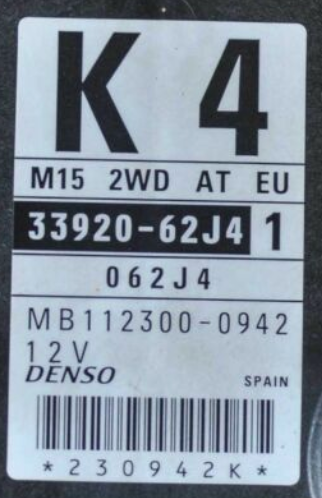 K 4
M15 2WD AT EU
33920-62J4 1
062J4
MB112300-0942
12V
DENSO SPAIN
*230942K*